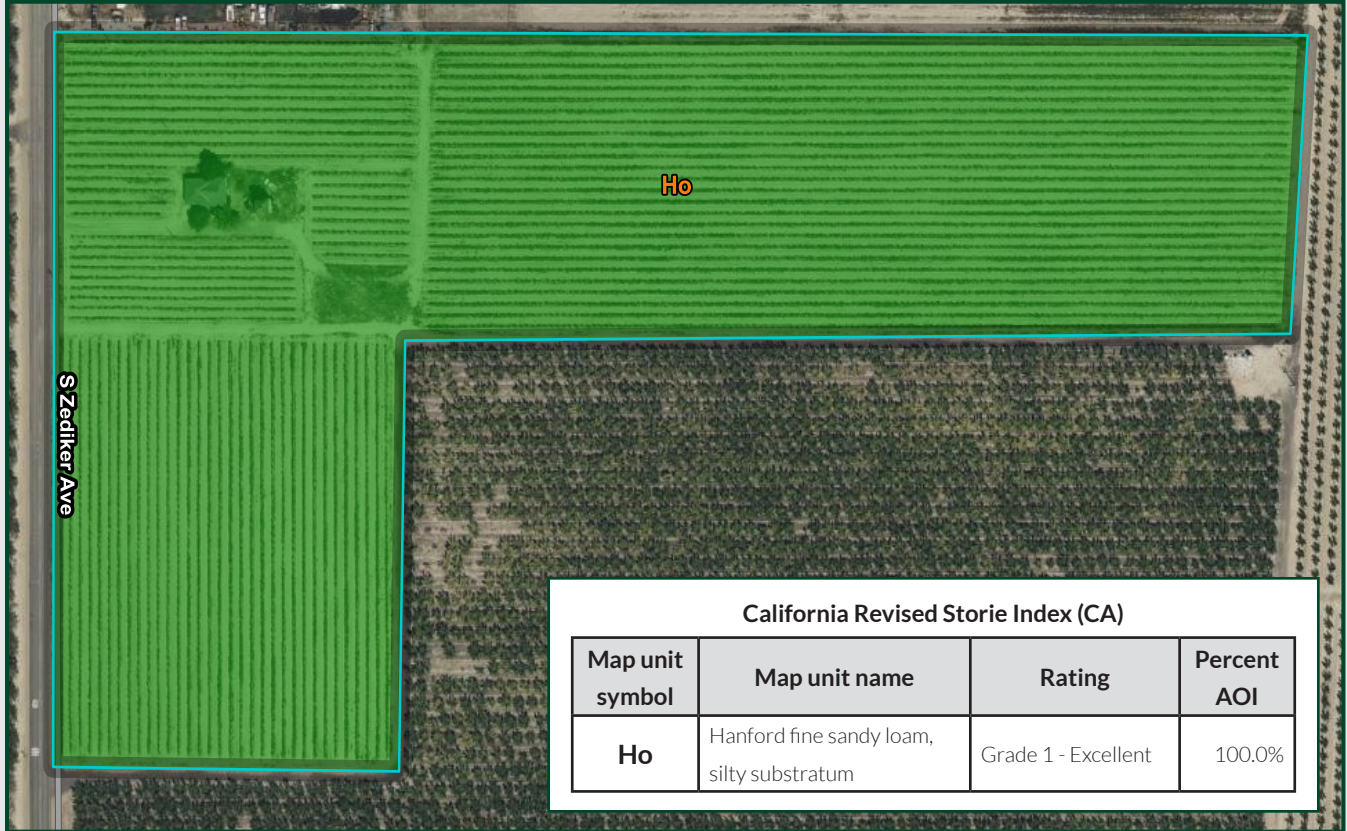 Ho
S Zediker Ave
California Revised Storie Index (CA)
Map unit symbol
Map unit name
Rating
Percent AOI
Ho
Hanford fine sandy loam,
silty substratum
Grade 1 - Excellent
100.0%